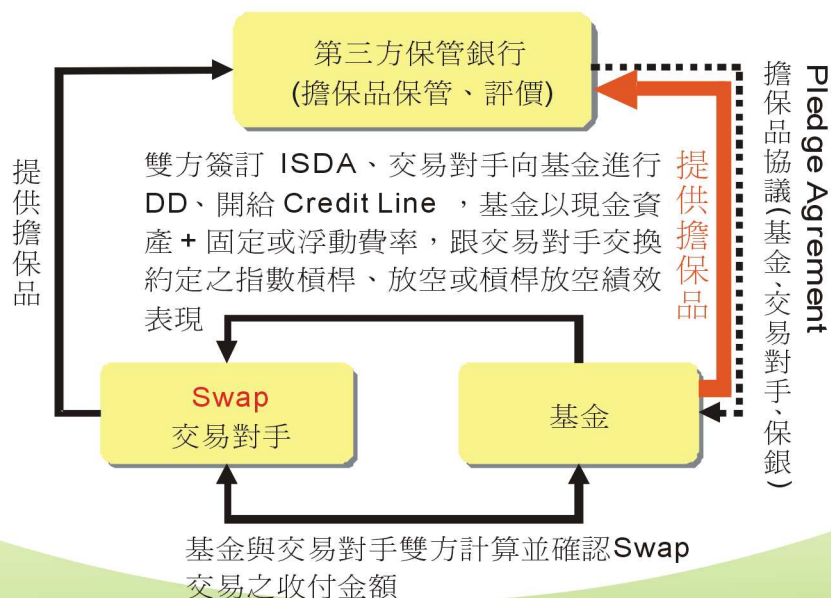 第三方保管銀行
(擔保品保管、評價)
提供擔保品
雙方簽訂 ISDA、交易對手向基金進行
DD、開給 Credit Line ,基金以現金資
產 + 固定或浮動費率,跟交易對手交換
約定之指數槓桿、放空或槓桿放空績效
表現
提供擔保品
Pledge Agreement
擔保品協議(基金、交易對手、保銀)
Swap
交易對手
基金
基金與交易對手雙方計算並確認Swap
交易之收付金額